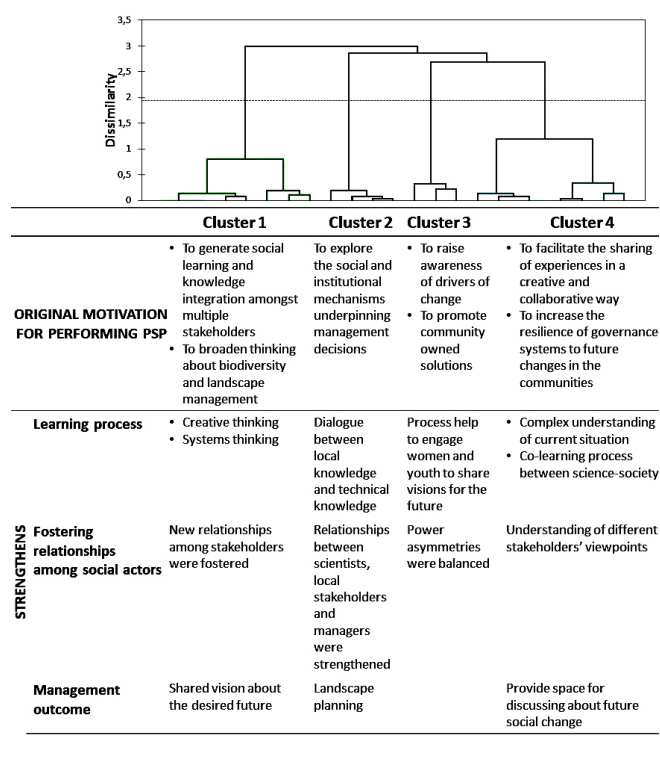 3,5
3
2,5
2
1,5
1
0,5
0
Dissimilarity
Cluster 1 Cluster 2 Cluster 3 Cluster 4
ORIGINAL MOTIVATION
FOR PERFORMING PSP
• To generate social
learning and
knowledge
integration amongst
multiple
stakeholders
• To broaden thinking
about biodiversity
and landscape
management
To explore
the social and
institutional
mechanisms
underpinning
management
decisions
• To raise
awareness
of drivers of
change
• To promote
community
owned
solutions
• To facilitate the sharing
of experiences in a
creative and
collaborative way
• To increase the
resilience of governance
systems to future
changes in the
communities
STRENGTHENS
Learning process
• Creative thinking
• Systems thinking
Dialogue
between
local
knowledge
and technical
knowledge
Process help
to engage
women and
youth to share
visions for the
future
• Complex understanding
of current situation
• Co-learning process
between science-society
Fostering
relationships
among social actors
New relationships
among stakeholders
were fostered
Relationships
between
scientists,
local
stakeholders
and
managers
were
strengthened
Power
asymmetries
were balanced
Understanding of different
stakeholders’ viewpoints
Management
outcome
Shared vision about
the desired future
Landscape
planning
Provide space for
discussing about future
social change